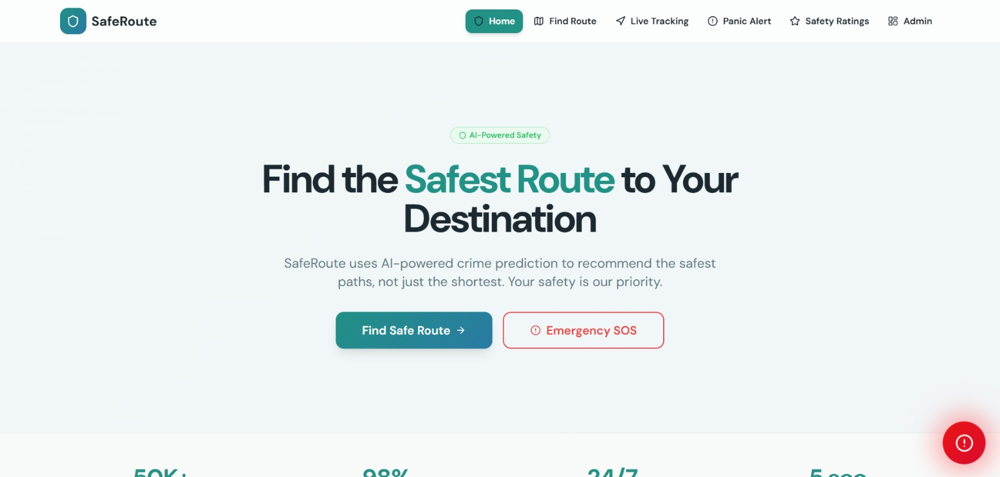 SafeRoute
Home
Find Route
Live Tracking
Panic Alert
Safety Ratings
Admin
AI-Powered Safety
Find the Safest Route to Your
Destination
SafeRoute uses AI-powered crime prediction to recommend the safest
paths, not just the shortest. Your safety is our priority.
Find Safe Route →
Emergency SOS
50K+
98%
24/7
5 sec